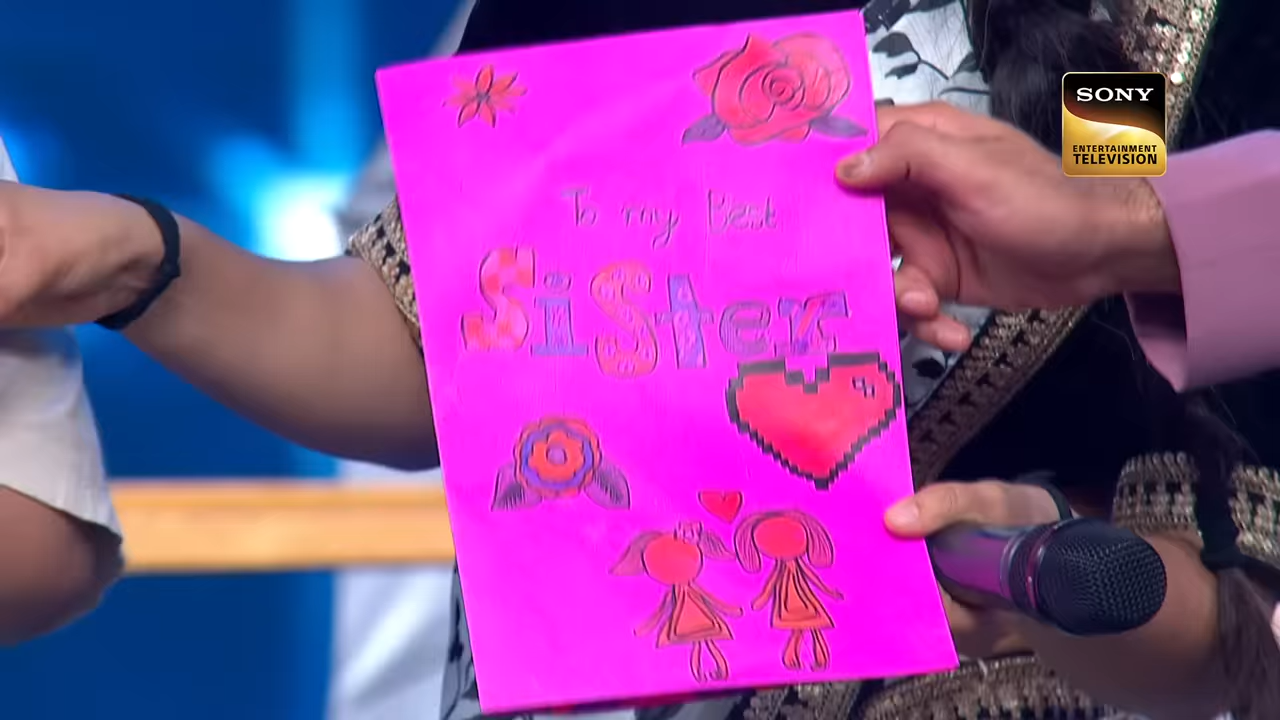 To my Best
SiSter
SONY
ENTERTAINMENT
TELEVISION